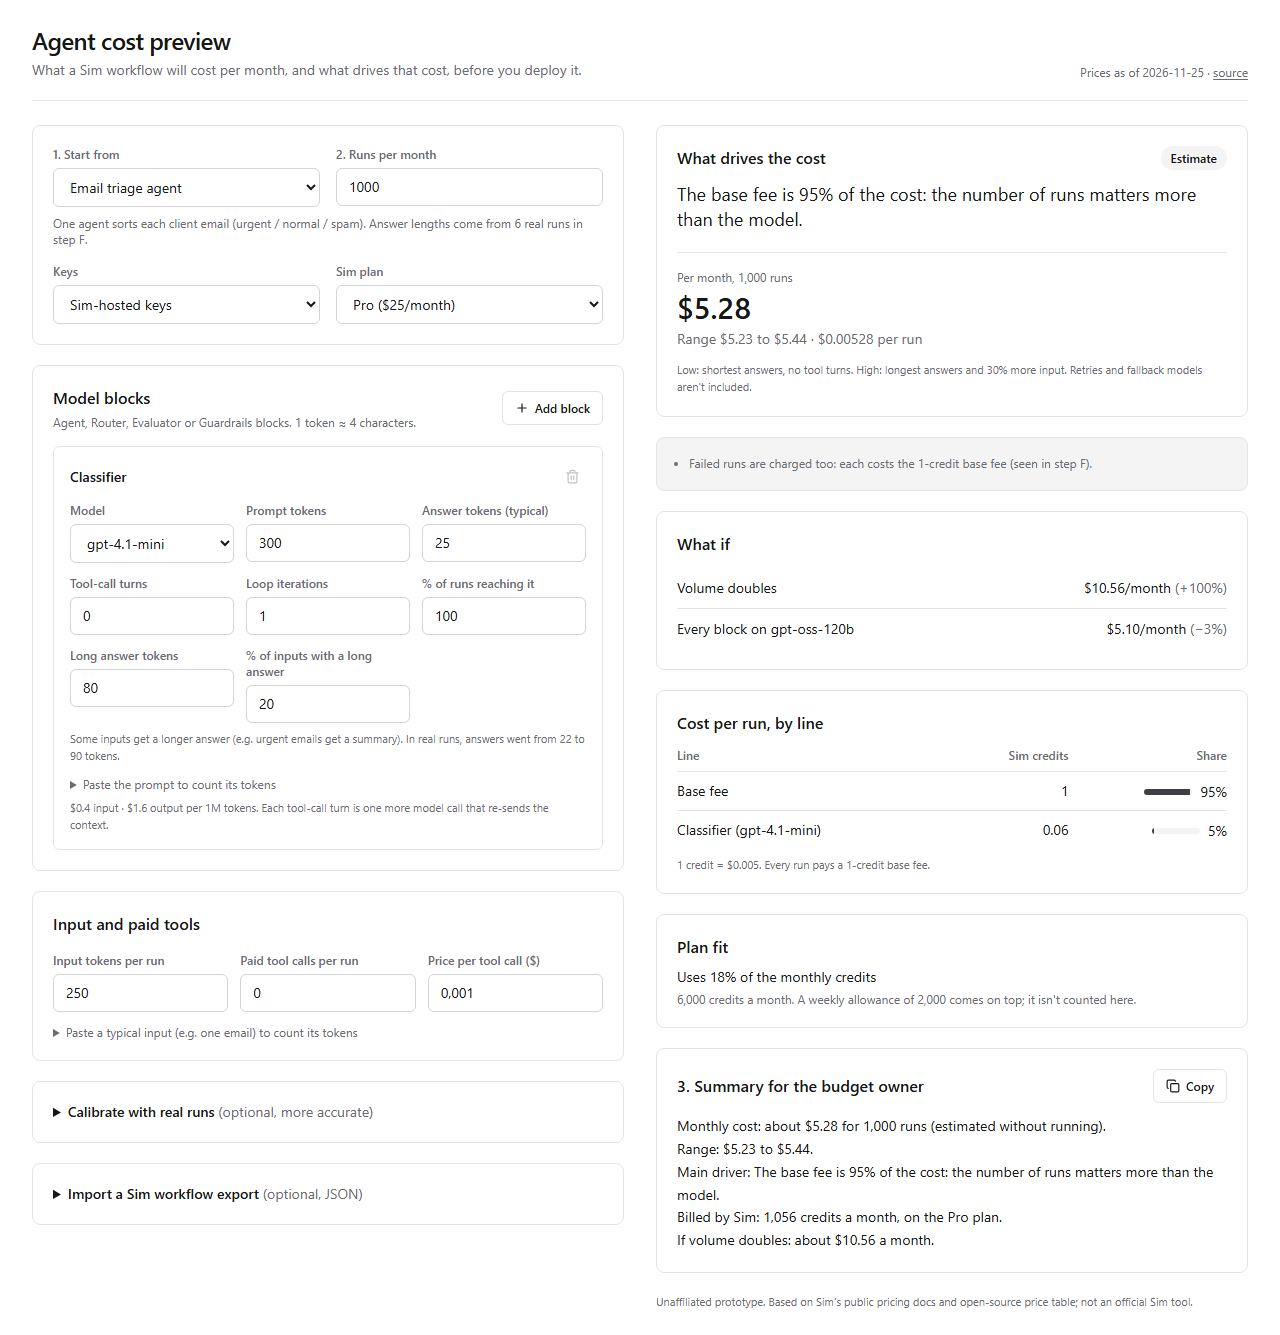 Agent cost preview
What a Sim workflow will cost per month, and what drives that cost, before you deploy it.
Prices as of 2026-11-25 · source
1. Start from
2. Runs per month
Email triage agent
1000
One agent sorts each client email (urgent / normal / spam). Answer lengths come from 6 real runs in
step F.
Keys
Sim plan
Sim-hosted keys
Pro ($25/month)
Model blocks
Agent, Router, Evaluator or Guardrails blocks. 1 token ≈ 4 characters.
+ Add block
Classifier
Model
Prompt tokens
Answer tokens (typical)
gpt-4.1-mini
300
25
Tool-call turns
Loop iterations
% of runs reaching it
0
1
100
Long answer tokens
% of inputs with a long
answer
80
20
Some inputs get a longer answer (e.g. urgent emails get a summary). In real runs, answers went from 22 to
90 tokens.
Paste the prompt to count its tokens
$0.4 input · $1.6 output per 1M tokens. Each tool-call turn is one more model call that re-sends the
context.
Input and paid tools
Input tokens per run
Paid tool calls per run
Price per tool call ($)
250
0
0,001
Paste a typical input (e.g. one email) to count its tokens
Calibrate with real runs (optional, more accurate)
Import a Sim workflow export (optional, JSON)
What drives the cost
Estimate
The base fee is 95% of the cost: the number of runs matters more
than the model.
Per month, 1,000 runs
$5.28
Range $5.23 to $5.44 · $0.00528 per run
Low: shortest answers, no tool turns. High: longest answers and 30% more input. Retries and fallback models
aren't included.
• Failed runs are charged too: each costs the 1-credit base fee (seen in step F).
What if
Volume doubles
$10.56/month (+100%)
Every block on gpt-oss-120b
$5.10/month (−3%)
Cost per run, by line
Line
Sim credits
Share
Base fee
1
95%
Classifier (gpt-4.1-mini)
0.06
5%
1 credit = $0.005. Every run pays a 1-credit base fee.
Plan fit
Uses 18% of the monthly credits
6,000 credits a month. A weekly allowance of 2,000 comes on top; it isn't counted here.
3. Summary for the budget owner
Copy
Monthly cost: about $5.28 for 1,000 runs (estimated without running).
Range: $5.23 to $5.44.
Main driver: The base fee is 95% of the cost: the number of runs matters more than the
model.
Billed by Sim: 1,056 credits a month, on the Pro plan.
If volume doubles: about $10.56 a month.
Unaffiliated prototype. Based on Sim's public pricing docs and open-source price table; not an official Sim tool.